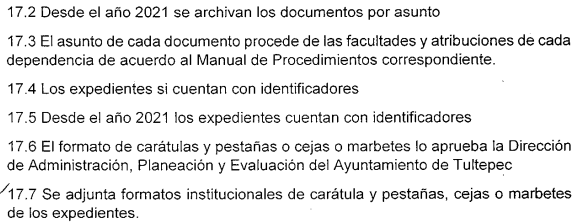 17.2 Desde el año 2021 se archivan los documentos por asunto
17.3 El asunto de cada documento procede de las facultades y atribuciones de cada
dependencia de acuerdo al Manual de Procedimientos correspondiente.
17.4 Los expedientes si cuentan con identificadores
17.5 Desde el año 2021 los expedientes cuentan con identificadores
17.6 El formato de carátulas y pestañas o cejas o marbetes lo aprueba la Dirección
de Administración, Planeación y Evaluación del Ayuntamiento de Tultepec
17.7 Se adjunta formatos institucionales de carátula y pestañas, cejas o marbetes
de los expedientes.